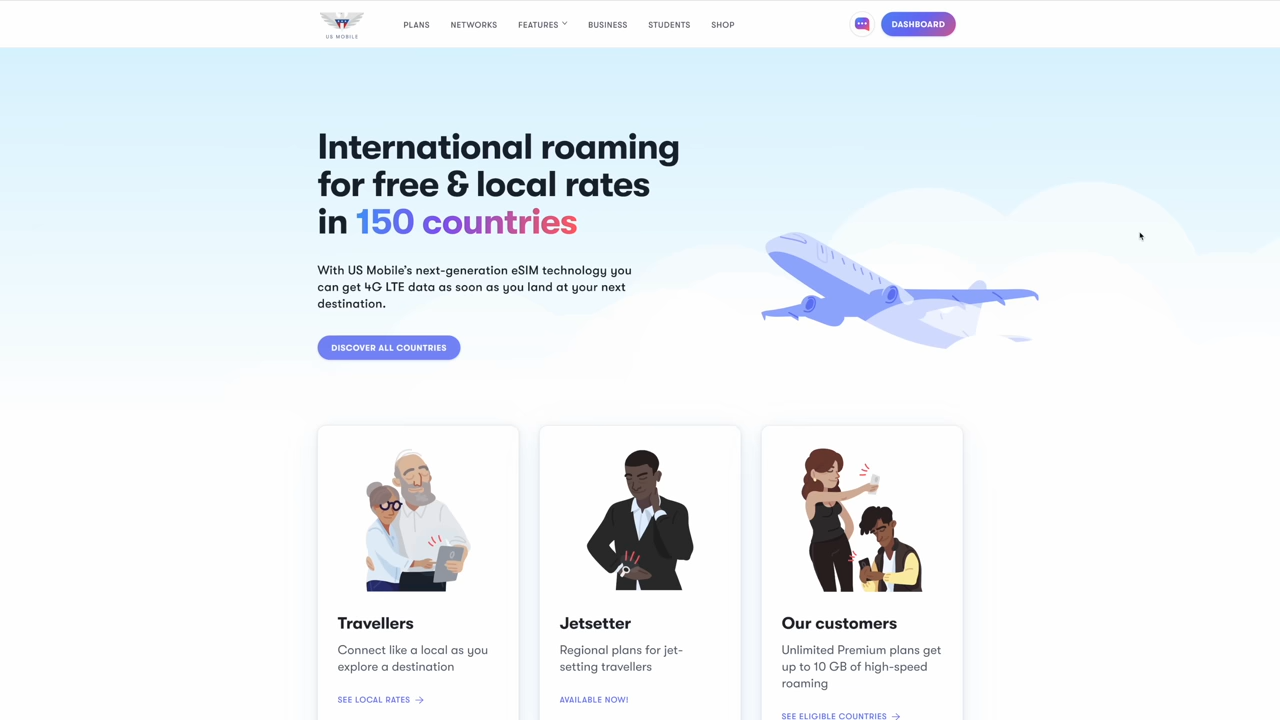 US MOBILE
PLANS
NETWORKS
FEATURES
BUSINESS
STUDENTS
SHOP
DASHBOARD
International roaming
for free & local rates
in 150 countries
With US Mobile's next-generation eSIM technology you
can get 4G LTE data as soon as you land at your next
destination.
DISCOVER ALL COUNTRIES
Travellers
Connect like a local as you
explore a destination
SEE LOCAL RATES
Jetsetter
Regional plans for jet-
setting travellers
AVAILABLE NOW!
Our customers
Unlimited Premium plans get
up to 10 GB of high-speed
roaming
SEE ELIGIBLE COUNTRIES